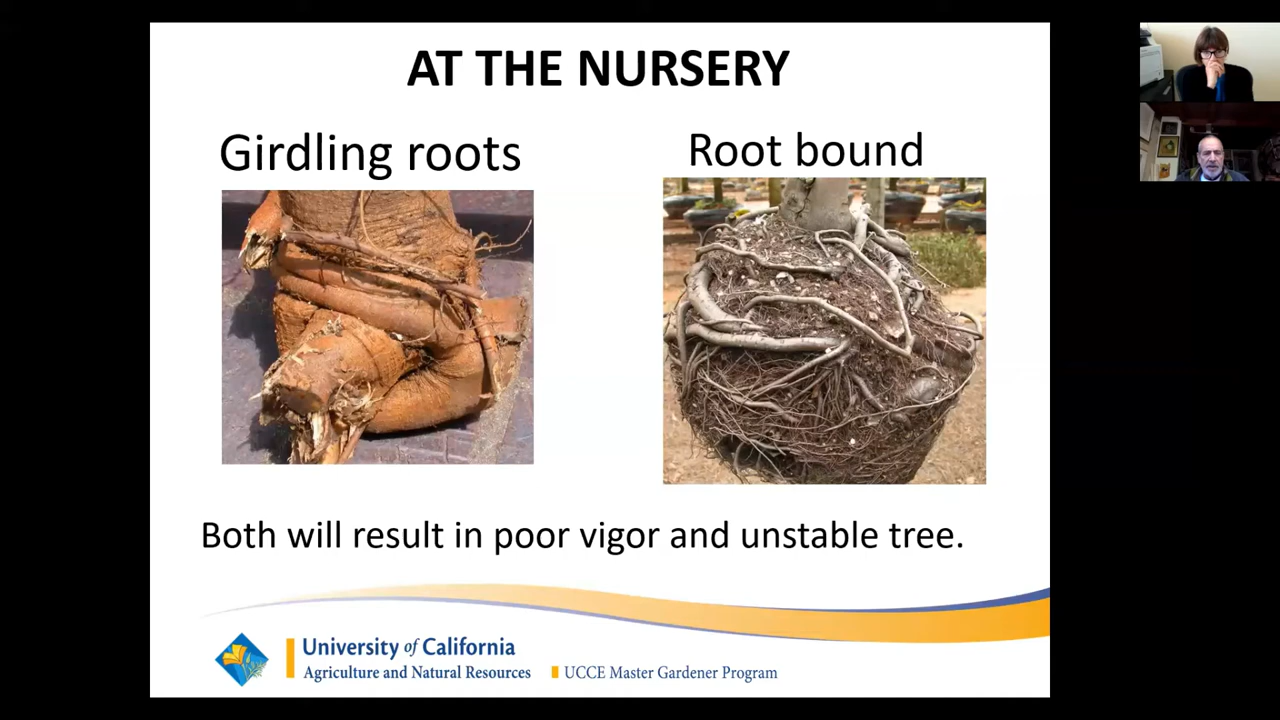 AT THE NURSERY
Girdling roots
Root bound
Both will result in poor vigor and unstable tree.
University of California
Agriculture and Natural Resources
UCCE Master Gardener Program